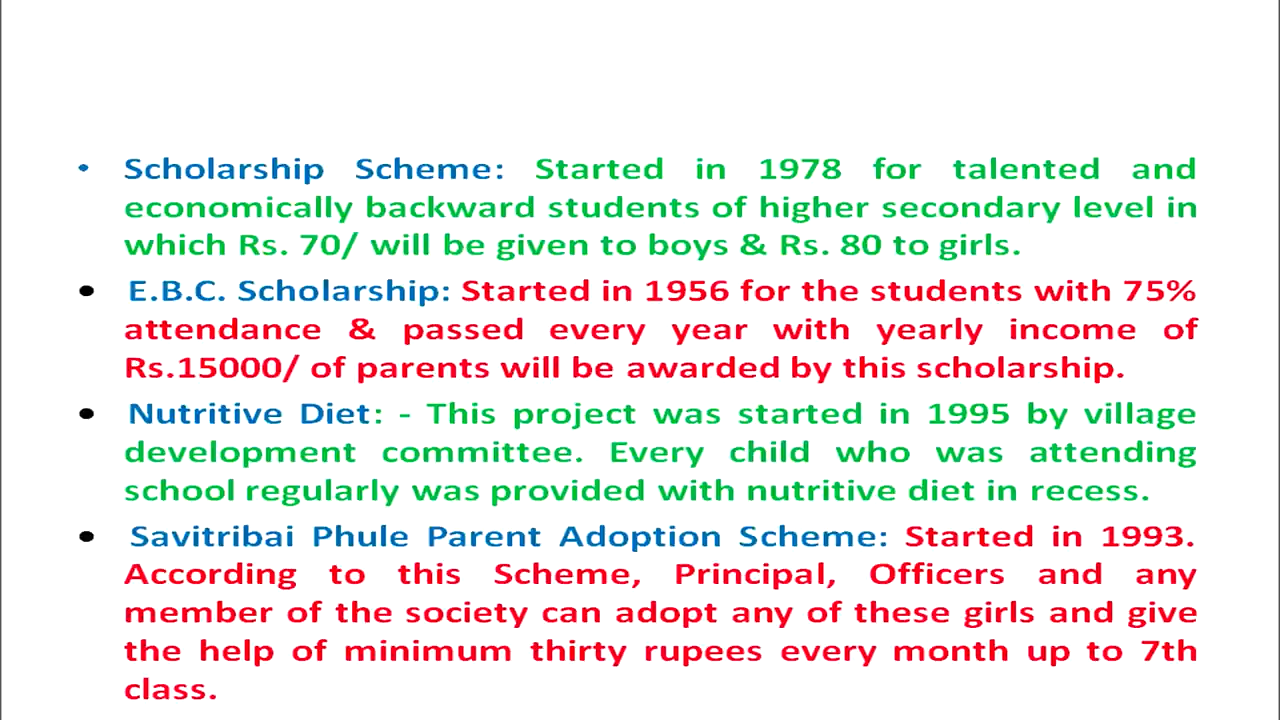 • Scholarship Scheme: Started in 1978 for talented and
economically backward students of higher secondary level in
which Rs. 70/ will be given to boys & Rs. 80 to girls.
• E.B.C. Scholarship: Started in 1956 for the students with 75%
attendance & passed every year with yearly income of
Rs.15000/ of parents will be awarded by this scholarship.
• Nutritive Diet: - This project was started in 1995 by village
development committee. Every child who was attending
school regularly was provided with nutritive diet in recess.
• Savitribai Phule Parent Adoption Scheme: Started in 1993.
According to this Scheme, Principal, Officers and any
member of the society can adopt any of these girls and give
the help of minimum thirty rupees every month up to 7th
class.